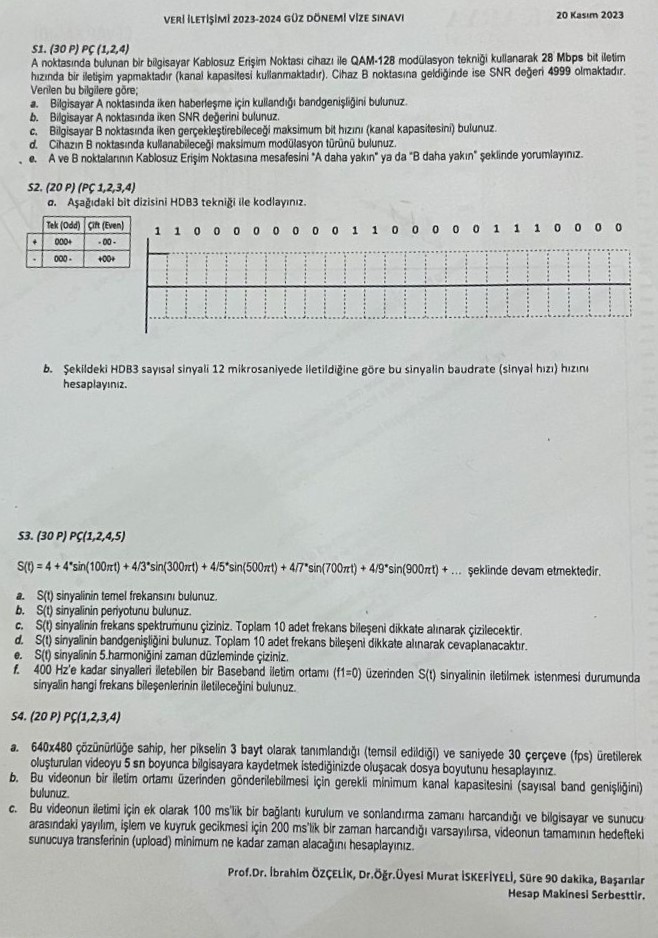 VERİ İLETİŞİMİ 2023-2024 GÜZ DÖNEMİ VİZE SINAVI
20 Kasım 2023
S1. (30 P) PÇ (1,2,4)
A noktasında bulunan bir bilgisayar Kablosuz Erişim Noktası cihazı ile QAM-128 modülasyon tekniği kullanarak 28 Mbps bit iletim
hızında bir iletişim yapmaktadır (kanal kapasitesi kullanmaktadır). Cihaz B noktasına geldiğinde ise SNR değeri 4999 olmaktadır.
Verilen bu bilgilere göre;
a. Bilgisayar A noktasında iken haberleşme için kullandığı bandgenişliğini bulunuz.
b. Bilgisayar A noktasında iken SNR değerini bulunuz.
c. Bilgisayar B noktasında iken gerçekleştirebileceği maksimum bit hızını (kanal kapasitesini) bulunuz.
d. Cihazın B noktasında kullanabileceği maksimum modülasyon türünü bulunuz.
e. A ve B noktalarının Kablosuz Erişim Noktasına mesafesini "A daha yakın" ya da "B daha yakın" şeklinde yorumlayınız.
S2. (20 P) (PÇ 1,2,3,4)
a. Aşağıdaki bit dizisini HDB3 tekniği ile kodlayınız.
Tek (Odd) Çift (Even)
+ 000+ -00-
- 000- +00+
1 1 0 0 0 0 0 0 0 0 1 1 0 0 0 0 0 1 1 1 0 0 0 0
b. Şekildeki HDB3 sayısal sinyali 12 mikrosaniyede iletildiğine göre bu sinyalin baudrate (sinyal hızı) hızını
hesaplayınız.
S3. (30 P) PÇ(1,2,4,5)
S(t) = 4 + 4*sin(100πt) + 4/3*sin(300πt) + 4/5*sin(500πt) + 4/7*sin(700πt) + 4/9*sin(900πt) + ... şeklinde devam etmektedir.
a. S(t) sinyalinin temel frekansını bulunuz.
b. S(t) sinyalinin periyotunu bulunuz.
c. S(t) sinyalinin frekans spektrumunu çiziniz. Toplam 10 adet frekans bileşeni dikkate alınarak çizilecektir.
d. S(t) sinyalinin bandgenişliğini bulunuz. Toplam 10 adet frekans bileşeni dikkate alınarak cevaplanacaktır.
e. S(t) sinyalinin 5.harmoniğini zaman düzleminde çiziniz.
f. 400 Hz'e kadar sinyalleri iletebilen bir Baseband iletim ortamı (f1=0) üzerinden S(t) sinyalinin iletilmek istenmesi durumunda
sinyalin hangi frekans bileşenlerinin iletileceğini bulunuz.
S4. (20 P) PÇ(1,2,3,4)
a. 640x480 çözünürlüğe sahip, her pikselin 3 bayt olarak tanımlandığı (temsil edildiği) ve saniyede 30 çerçeve (fps) üretilerek
oluşturulan videoyu 5 sn boyunca bilgisayara kaydetmek istediğinizde oluşacak dosya boyutunu hesaplayınız.
b. Bu videonun bir iletim ortamı üzerinden gönderilebilmesi için gerekli minimum kanal kapasitesini (sayısal band genişliğini)
bulunuz.
c. Bu videonun iletimi için ek olarak 100 ms'lik bir bağlantı kurulum ve sonlandırma zamanı harcandığı ve bilgisayar ve sunucu
arasındaki yayılım, işlem ve kuyruk gecikmesi için 200 ms'lik bir zaman harcandığı varsayılırsa, videonun tamamının hedefteki
sunucuya transferinin (upload) minimum ne kadar zaman alacağını hesaplayınız.
Prof.Dr. İbrahim ÖZÇELİK, Dr.Öğr.Üyesi Murat İSKEFİYELİ, Süre 90 dakika, Başarılar
Hesap Makinesi Serbesttir.